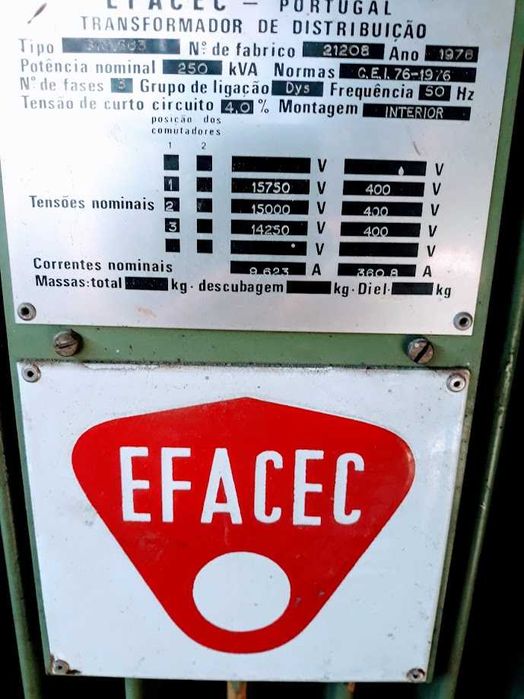 EFACEC - PORTUGAL
TRANSFORMADOR DE DISTRIBUIÇÃO
Tipo Nº de fabrico 21208 Ano 1976
Potência nominal 250 kVA Normas C.E.I. 76-1976
Nº de fases 3 Grupo de ligação Dy5 Frequência 50 Hz
Tensão de curto circuito 4,0 % Montagem INTERIOR
posição dos
comutadores
1 2
V V
1 15750 V 400 V
Tensões nominais 2 15000 V 400 V
3 14250 V 400 V
V V
Correntes nominais 9.623 A 360.8 A
Massas: total kg - descubagem kg - Diel. kg
EFACEC